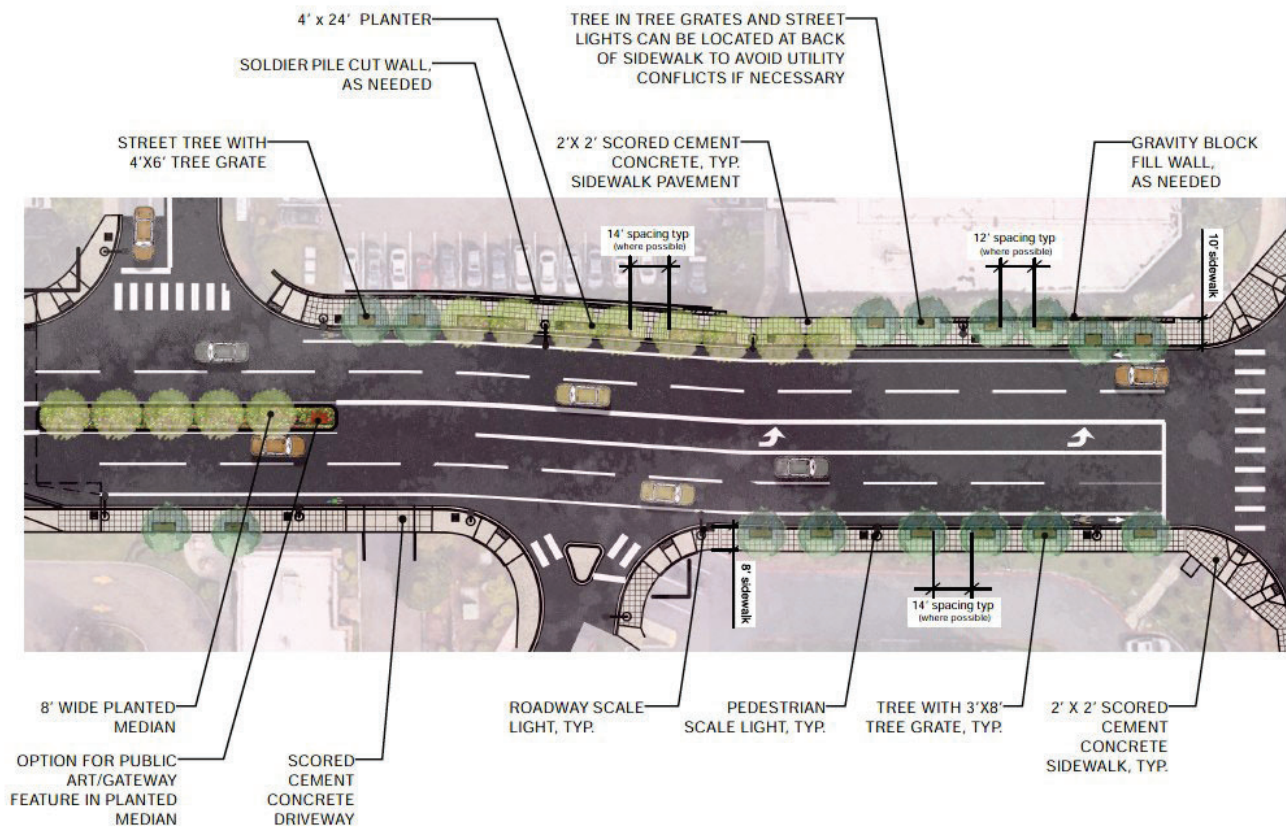 4' x 24' PLANTER
SOLDIER PILE CUT WALL,
AS NEEDED
STREET TREE WITH
4'X6' TREE GRATE
TREE IN TREE GRATES AND STREET
LIGHTS CAN BE LOCATED AT BACK
OF SIDEWALK TO AVOID UTILITY
CONFLICTS IF NECESSARY
2'X 2' SCORED CEMENT
CONCRETE, TYP.
SIDEWALK PAVEMENT
GRAVITY BLOCK
FILL WALL,
AS NEEDED
14' spacing typ
(where possible)
12' spacing typ
(where possible)
10' sidewalk
8' sidewalk
14' spacing typ
(where possible)
8' WIDE PLANTED
MEDIAN
OPTION FOR PUBLIC
ART/GATEWAY
FEATURE IN PLANTED
MEDIAN
SCORED
CEMENT
CONCRETE
DRIVEWAY
ROADWAY SCALE
LIGHT, TYP.
PEDESTRIAN
SCALE LIGHT, TYP.
TREE WITH 3'X8'
TREE GRATE, TYP.
2' X 2' SCORED
CEMENT
CONCRETE
SIDEWALK, TYP.